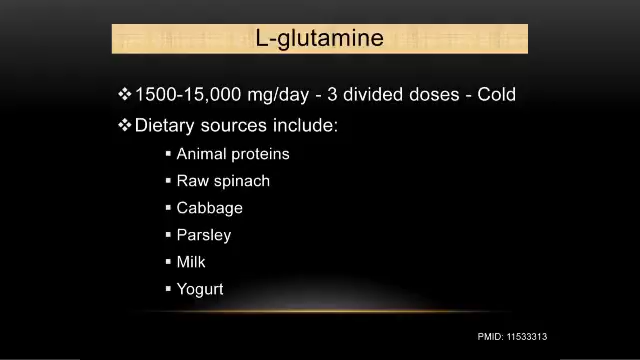 L-glutamine
❖1500-15,000 mg/day - 3 divided doses - Cold
❖Dietary sources include:
▪ Animal proteins
▪ Raw spinach
▪ Cabbage
▪ Parsley
▪ Milk
▪ Yogurt
PMID: 11533313